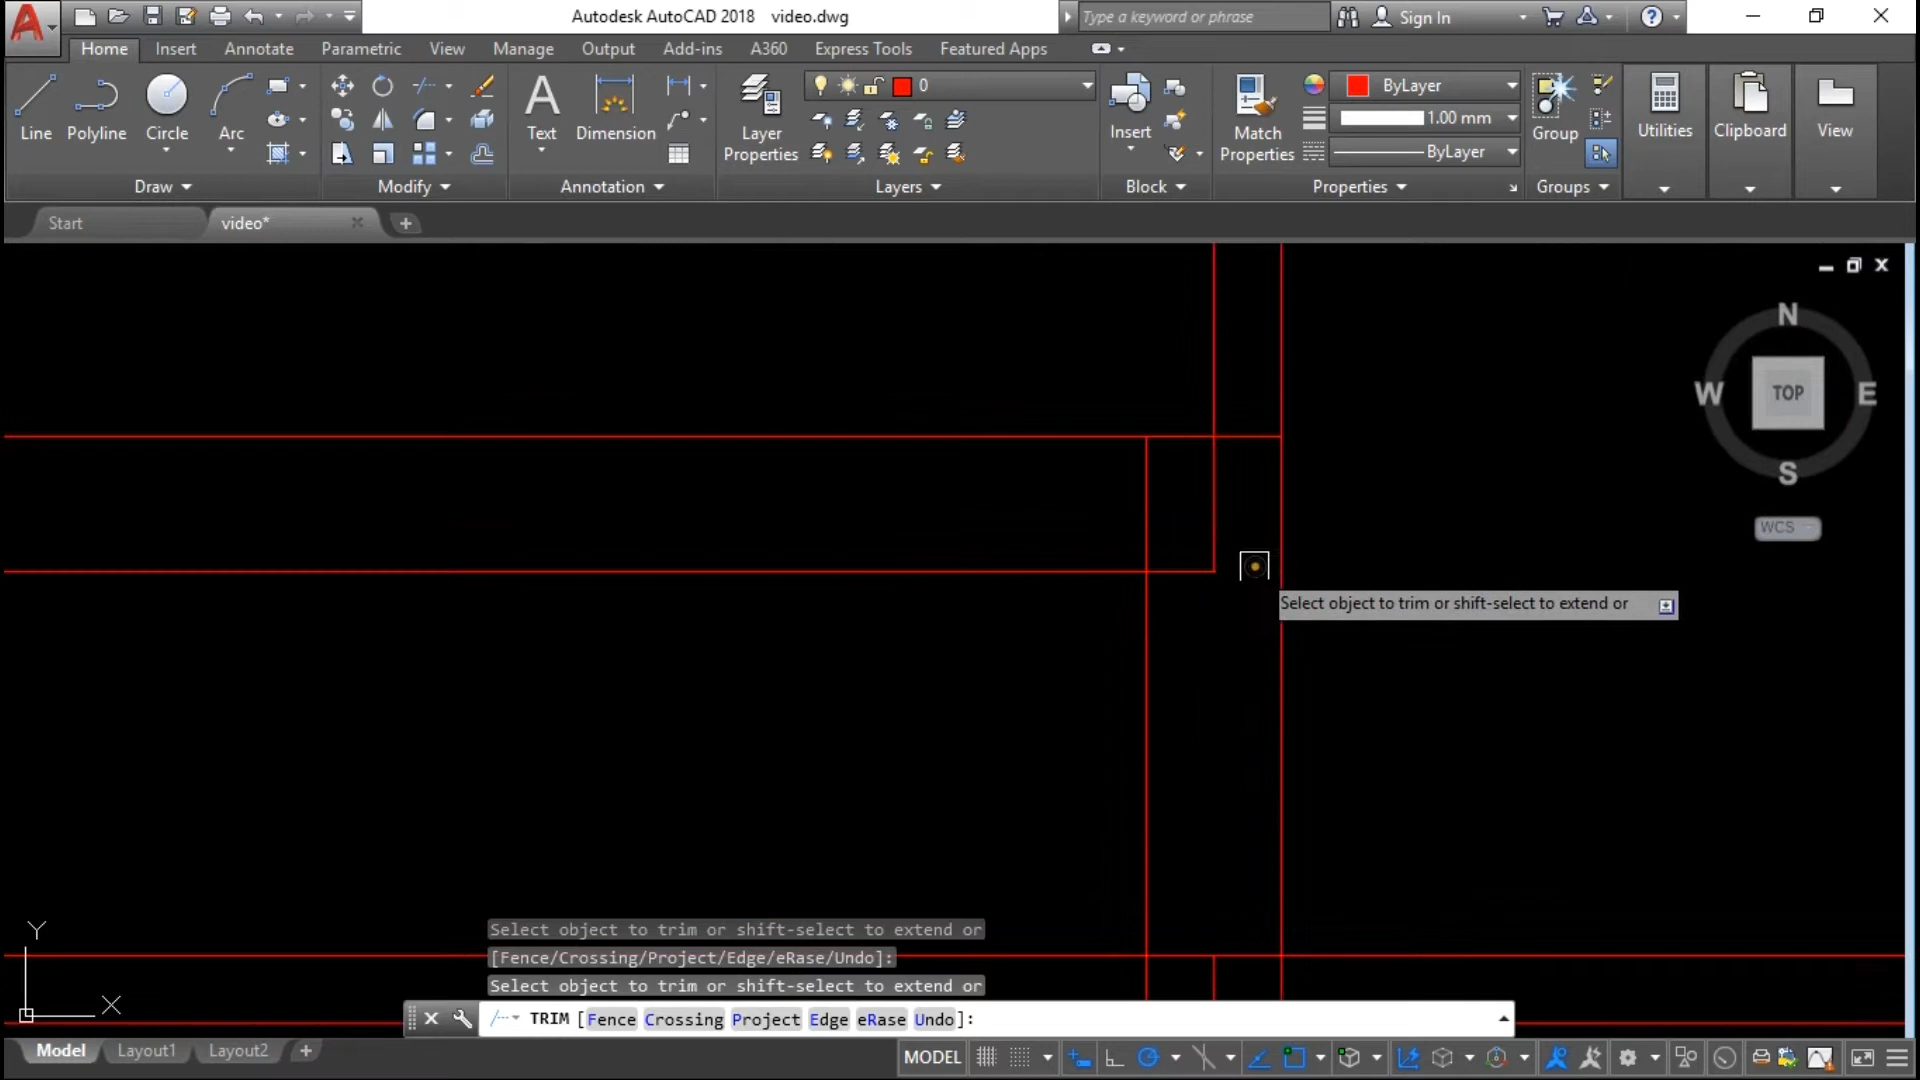 Autodesk AutoCAD 2018 video.dwg
Type a keyword or phrase
Sign In
Home Insert Annotate Parametric View Manage Output Add-ins A360 Express Tools Featured Apps
Line Polyline Circle Arc
Draw
Modify
Text Dimension
Annotation
Layer Properties
0
Layers
Insert
Block
Match Properties
ByLayer
1.00 mm
ByLayer
Properties
Group
Groups
Utilities
Clipboard
View
Start
video*
N
W TOP E
S
WCS
Select object to trim or shift-select to extend or
Y
X
Select object to trim or shift-select to extend or
[Fence/Crossing/Project/Edge/eRase/Undo]:
Select object to trim or shift-select to extend or
TRIM [Fence Crossing Project Edge eRase Undo]:
Model Layout1 Layout2 +
MODEL